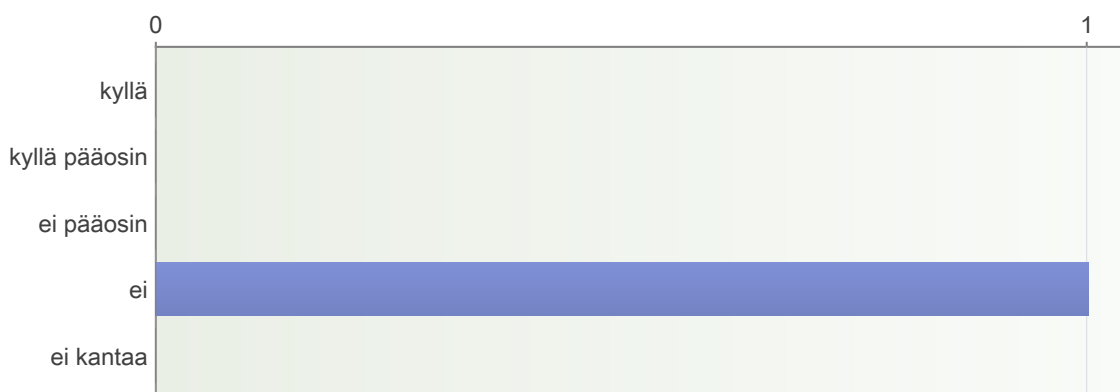 0 1
kyllä
kyllä pääosin
ei pääosin
ei
ei kantaa